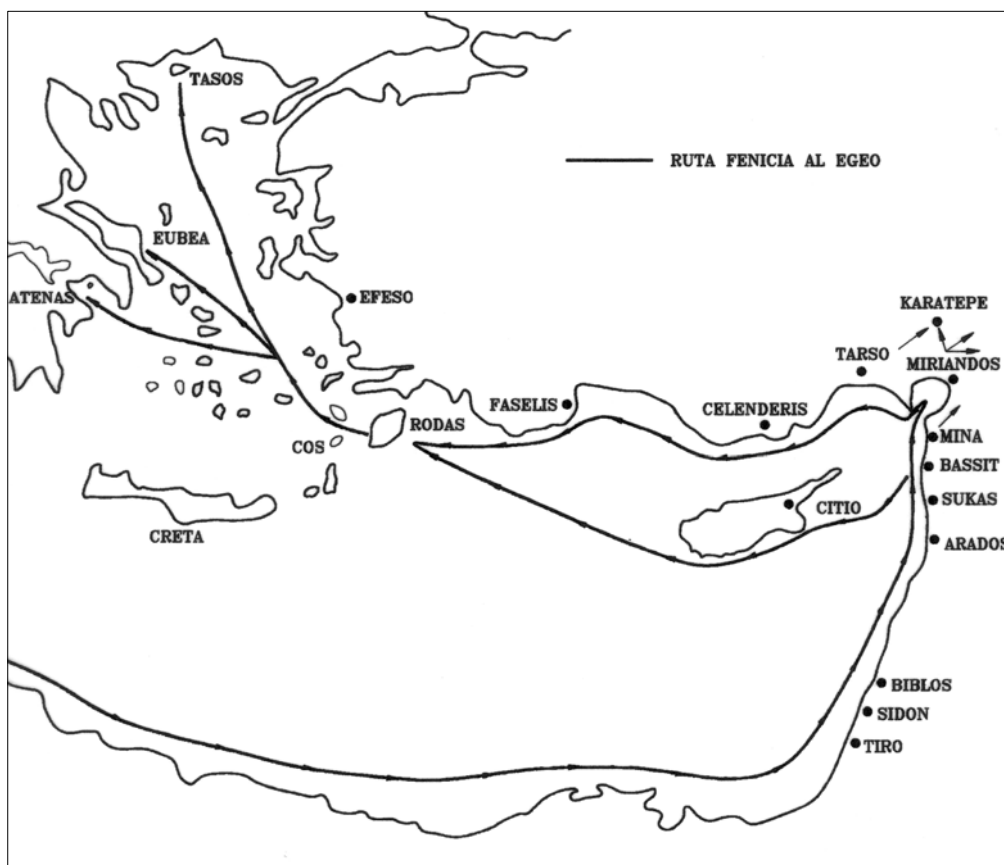 TASOS
RUTA FENICIA AL EGEO
EUBEA
ATENAS
EFESO
KARATEPE
TARSO
MIRIANDOS
FASELIS
CELENDERIS
RODAS
COS
MINA
BASSIT
SUKAS
CITIO
CRETA
ARADOS
BIBLOS
SIDON
TIRO